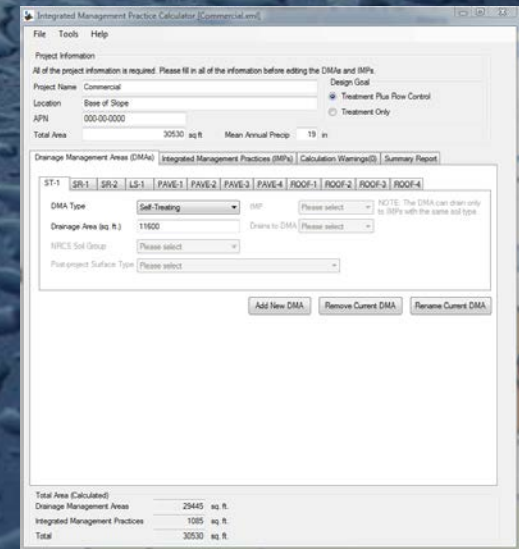 Integrated Management Practice Calculator [Commercial.xml]
File Tools Help
Project Information
All of the project information is required. Please fill in all of the information before editing the DMAs and IMPs.
Project Name Commercial
Design Goal
Treatment Plus Flow Control
Location Base of Slope
Treatment Only
APN 000-00-0000
Total Area 30530 sq ft Mean Annual Precip 19 in
Drainage Management Areas (DMAs) Integrated Management Practices (IMPs) Calculation Warnings(0) Summary Report
ST-1 SR-1 SR-2 LS-1 PAVE-1 PAVE-2 PAVE-3 PAVE-4 ROOF-1 ROOF-2 ROOF-3 ROOF-4
DMA Type Self-Treating IMP Please select NOTE: The DMA can drain only
to IMPs with the same soil type.
Drainage Area (sq. ft.) 11600 Drains to DMA Please select
NRCS Soil Group Please select
Post-project Surface Type Please select
Add New DMA Remove Current DMA Rename Current DMA
Total Area (Calculated)
Drainage Management Areas 29445 sq. ft.
Integrated Management Practices 1085 sq. ft.
Total 30530 sq. ft.